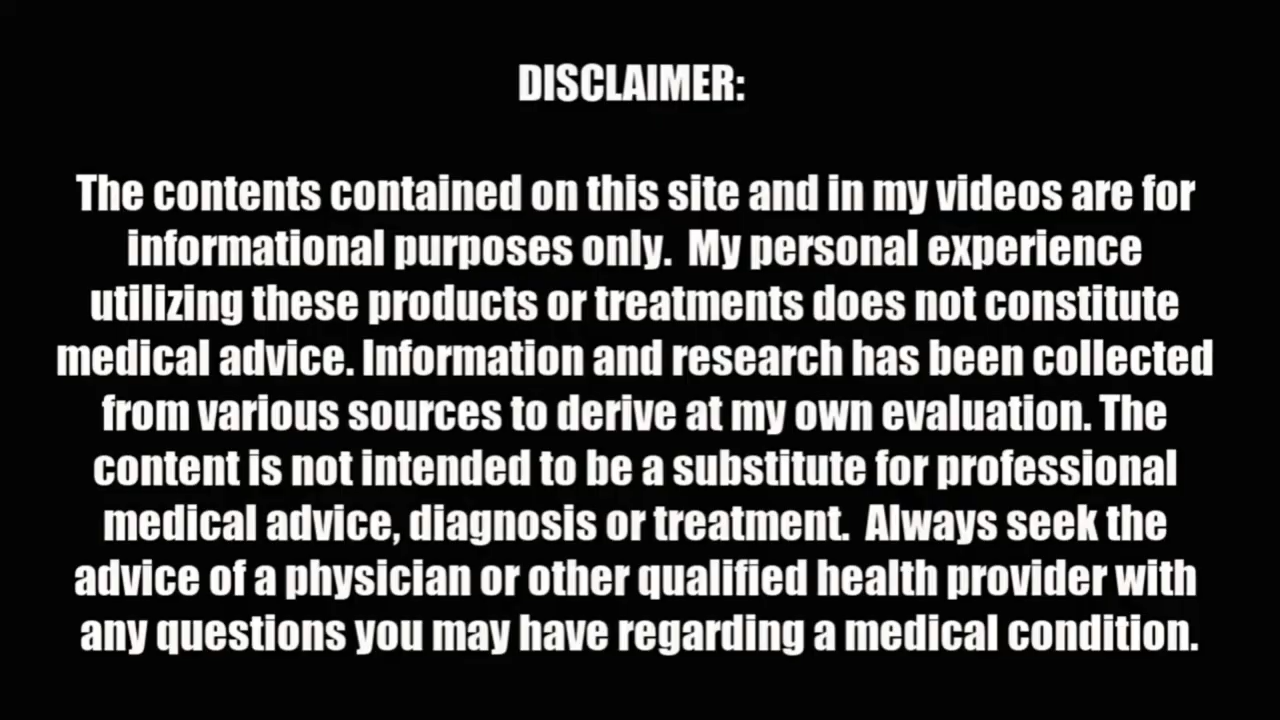 DISCLAIMER:
The contents contained on this site and in my videos are for
informational purposes only.  My personal experience
utilizing these products or treatments does not constitute
medical advice. Information and research has been collected
from various sources to derive at my own evaluation. The
content is not intended to be a substitute for professional
medical advice, diagnosis or treatment.  Always seek the
advice of a physician or other qualified health provider with
any questions you may have regarding a medical condition.